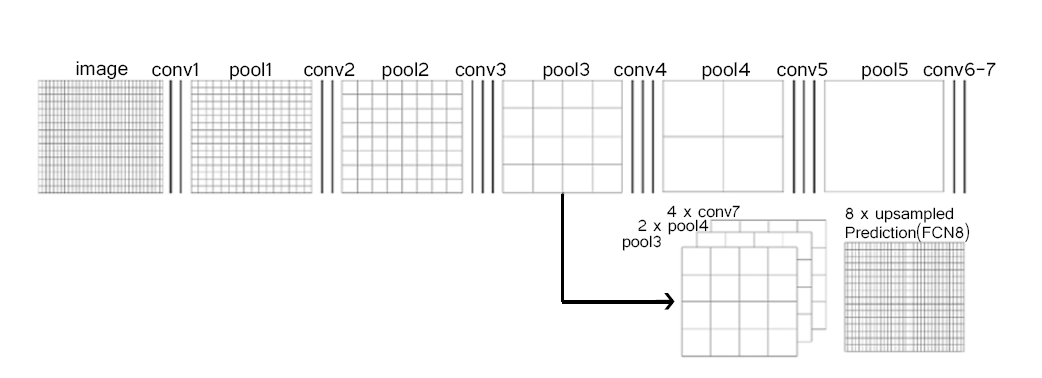 image conv1 pool1 conv2 pool2 conv3 pool3 conv4 pool4 conv5 pool5 conv6-7
4 x conv7
2 x pool4
pool3
8 x upsampled
Prediction(FCN8)